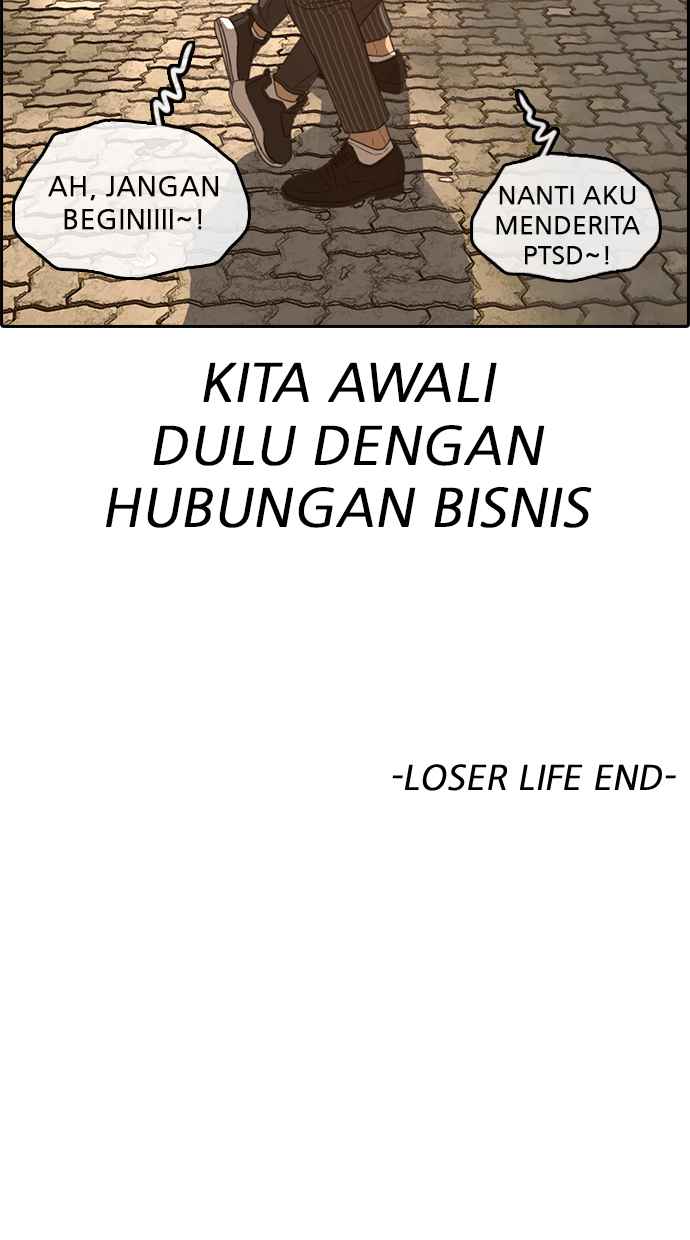 AH, JANGAN
BEGINIIII~!
NANTI AKU
MENDERITA
PTSD~!
KITA AWALI
DULU DENGAN
HUBUNGAN BISNIS
-LOSER LIFE END-